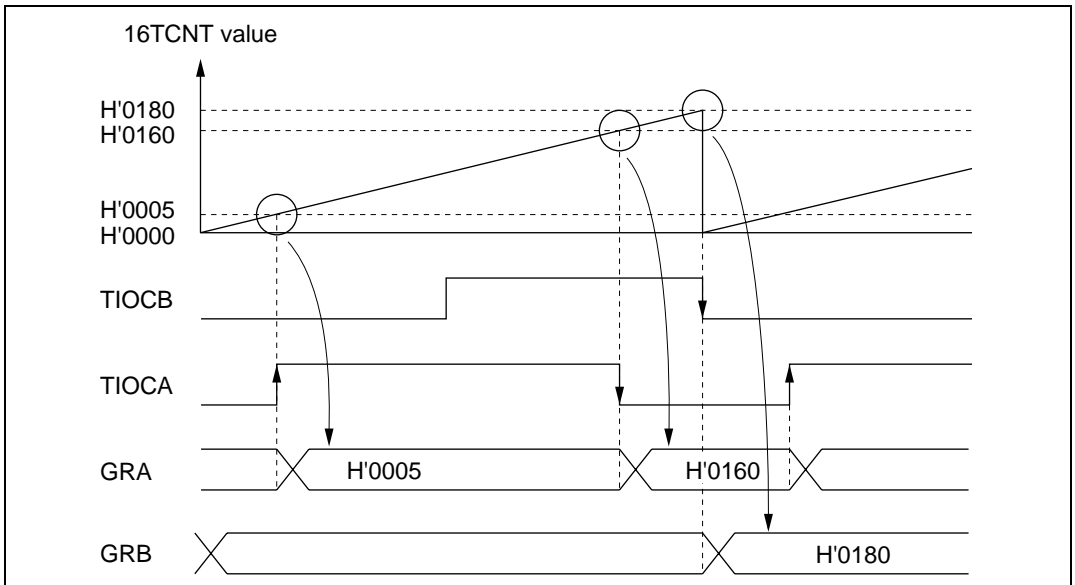 16TCNT value
H'0180
H'0160
H'0005
H'0000
TIOCB
TIOCA
GRA H'0005 H'0160
GRB H'0180